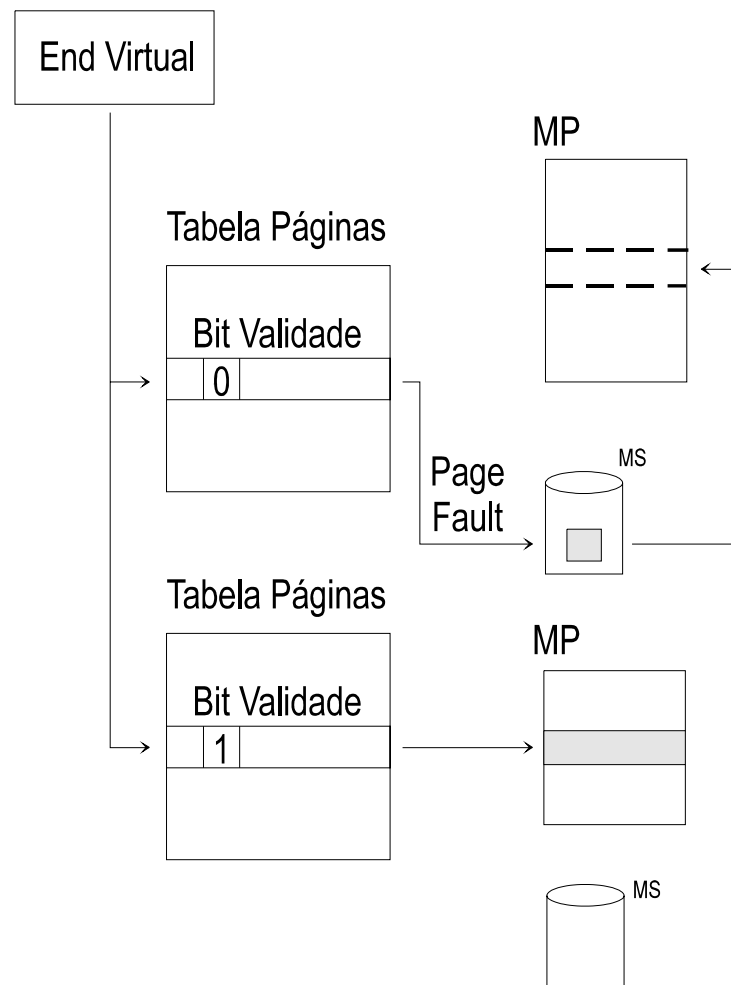 End Virtual
MP
Tabela Páginas
Bit Validade
0
MS
Page
Fault
Tabela Páginas
MP
Bit Validade
1
MS